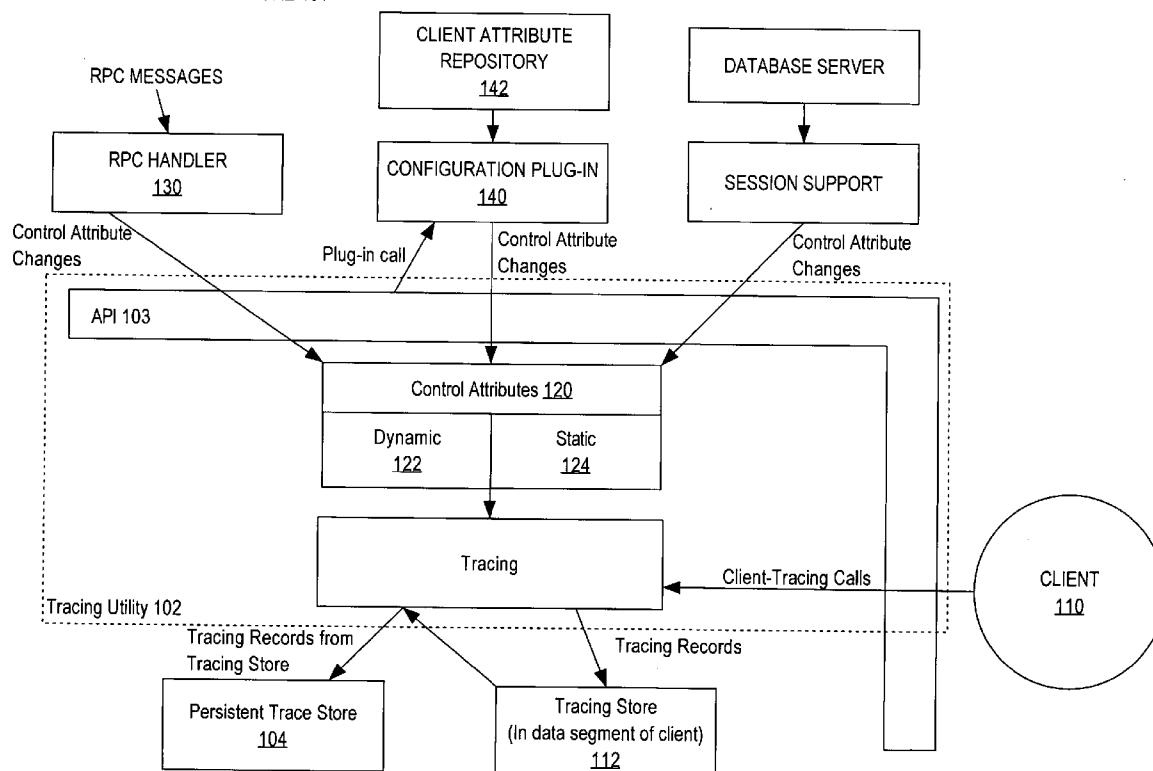 CLIENT ATTRIBUTE
REPOSITORY
142
DATABASE SERVER
RPC MESSAGES
RPC HANDLER
130
CONFIGURATION PLUG-IN
140
SESSION SUPPORT
Control Attribute
Changes
Plug-in call
Control Attribute
Changes
Control Attribute
Changes
API 103
Control Attributes 120
Dynamic
122
Static
124
Tracing
Client-Tracing Calls
CLIENT
110
Tracing Utility 102
Tracing Records from
Tracing Store
Tracing Records
Persistent Trace Store
104
Tracing Store
(In data segment of client)
112